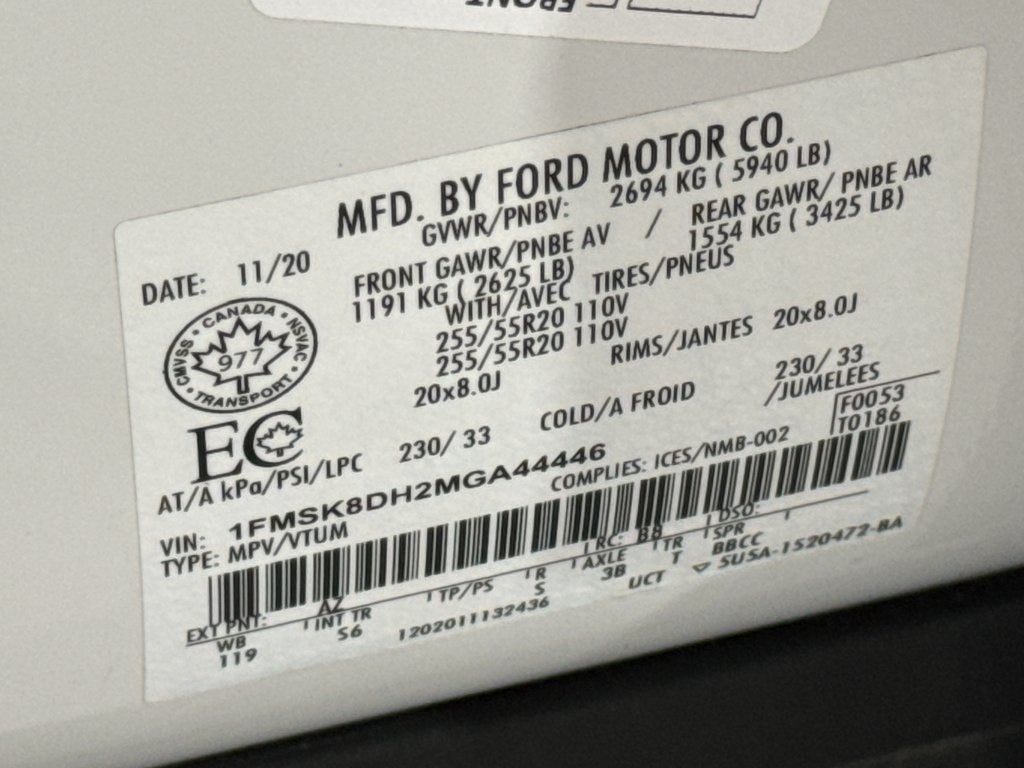 FRONT
MFD. BY FORD MOTOR CO.
DATE: 11/20
GVWR/PNBV: 2694 KG ( 5940 LB)
FRONT GAWR/PNBE AV / REAR GAWR/ PNBE AR
1191 KG ( 2625 LB) 1554 KG ( 3425 LB)
WITH/AVEC TIRES/PNEUS
255/55R20 110V
255/55R20 110V
20x8.0J RIMS/JANTES 20x8.0J
CANADA
CMVSS NSVAC
977
TRANSPORT
EC
AT/A kPa/PSI/LPC 230/ 33 COLD/A FROID 230/ 33
/JUMELEES
VIN: 1FMSK8DH2MGA44446
COMPLIES: ICES/NMB-002
F0053
T0186
TYPE: MPV/VTUM
EXT PNT: AZ RC: B8 DSO:
WB INT TR TP/PS R AXLE TR SPR
119 S6 S 3B T BBCC
1202011132436 UCT 5U5A-1520472-BA